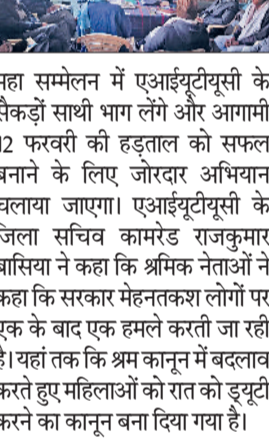 महा सम्मेलन में एआईयूटीयूसी के
सैकड़ों साथी भाग लेंगे और आगामी
12 फरवरी की हड़ताल को सफल
बनाने के लिए जोरदार अभियान
चलाया जाएगा। एआईयूटीयूसी के
जिला सचिव कामरेड राजकुमार
बासिया ने कहा कि श्रमिक नेताओं ने
कहा कि सरकार मेहनतकश लोगों पर
एक के बाद एक हमले करती जा रही
है। यहां तक कि श्रम कानून में बदलाव
करते हुए महिलाओं को रात को ड्यूटी
करने का कानून बना दिया गया है।